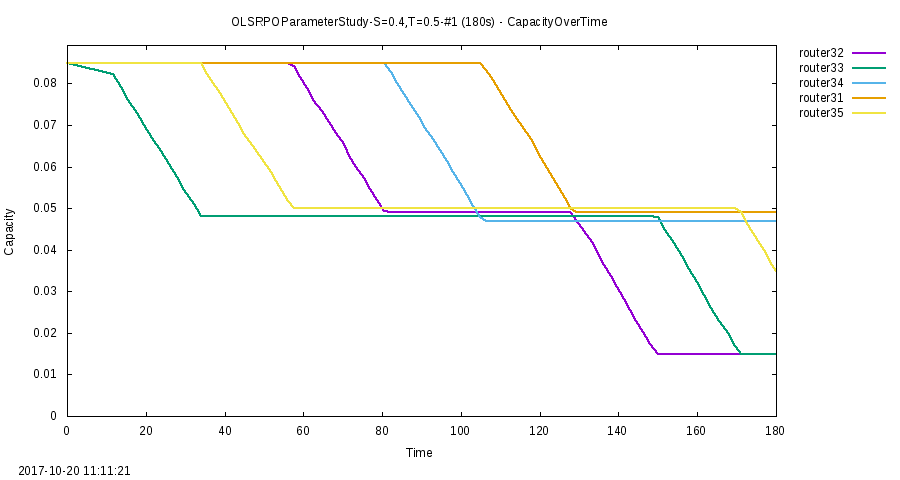 OLSRPOParameterStudy-S=0.4,T=0.5-#1 (180s) - CapacityOverTime
router32
router33
router34
router31
router35
0.08
0.07
0.06
0.05
0.04
0.03
0.02
0.01
0
Capacity
0 20 40 60 80 100 120 140 160 180
Time
2017-10-20 11:11:21